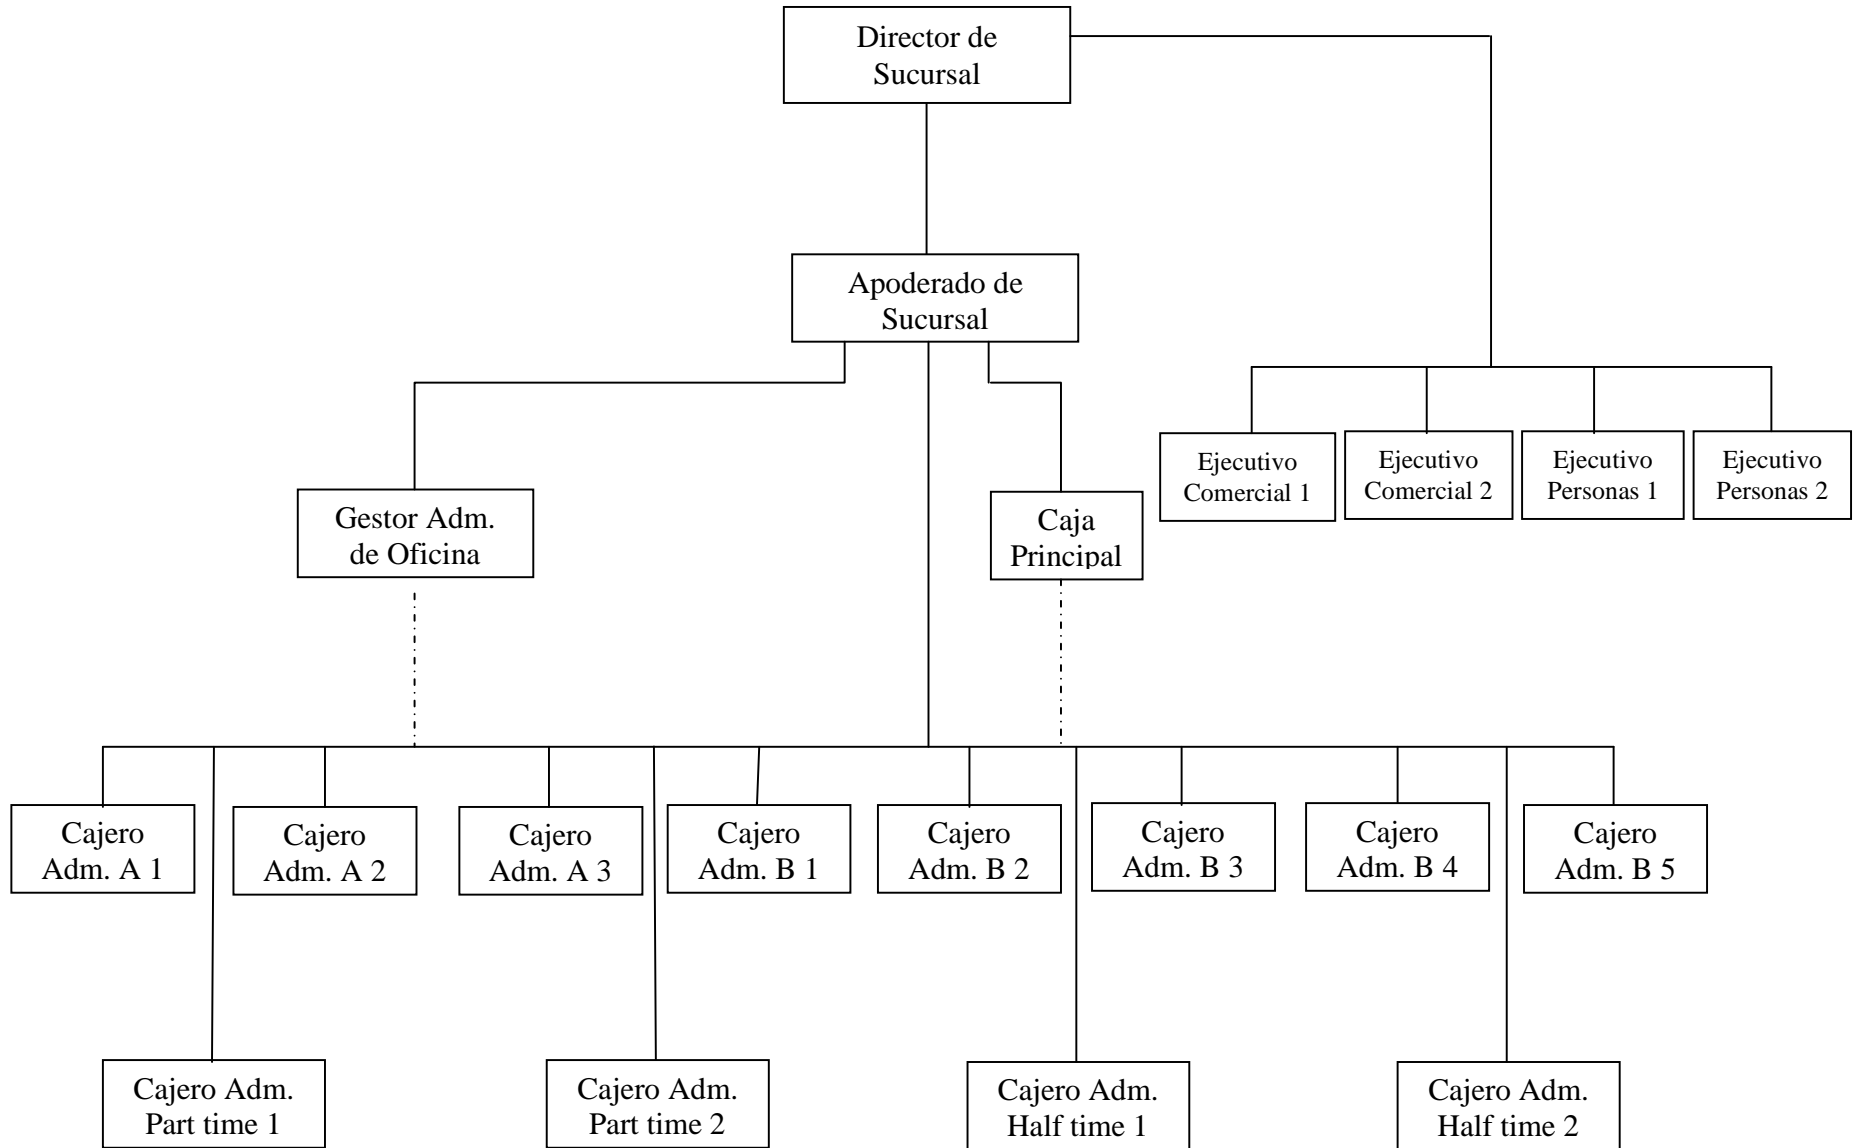 Director de
Sucursal
Apoderado de
Sucursal
Gestor Adm.
de Oficina
Caja
Principal
Ejecutivo
Comercial 1
Ejecutivo
Comercial 2
Ejecutivo
Personas 1
Ejecutivo
Personas 2
Cajero
Adm. A 1
Cajero
Adm. A 2
Cajero
Adm. A 3
Cajero
Adm. B 1
Cajero
Adm. B 2
Cajero
Adm. B 3
Cajero
Adm. B 4
Cajero
Adm. B 5
Cajero Adm.
Part time 1
Cajero Adm.
Part time 2
Cajero Adm.
Half time 1
Cajero Adm.
Half time 2